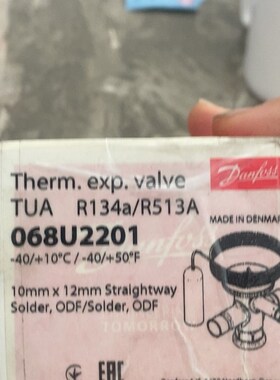 Therm. exp. valve
Danfoss
TUA R134a/R513A
068U2201
MADE IN DENMARK
-40/+10°C / -40/+50°F
10mm x 12mm Straightway
Solder, ODF/Solder, ODF
EAC